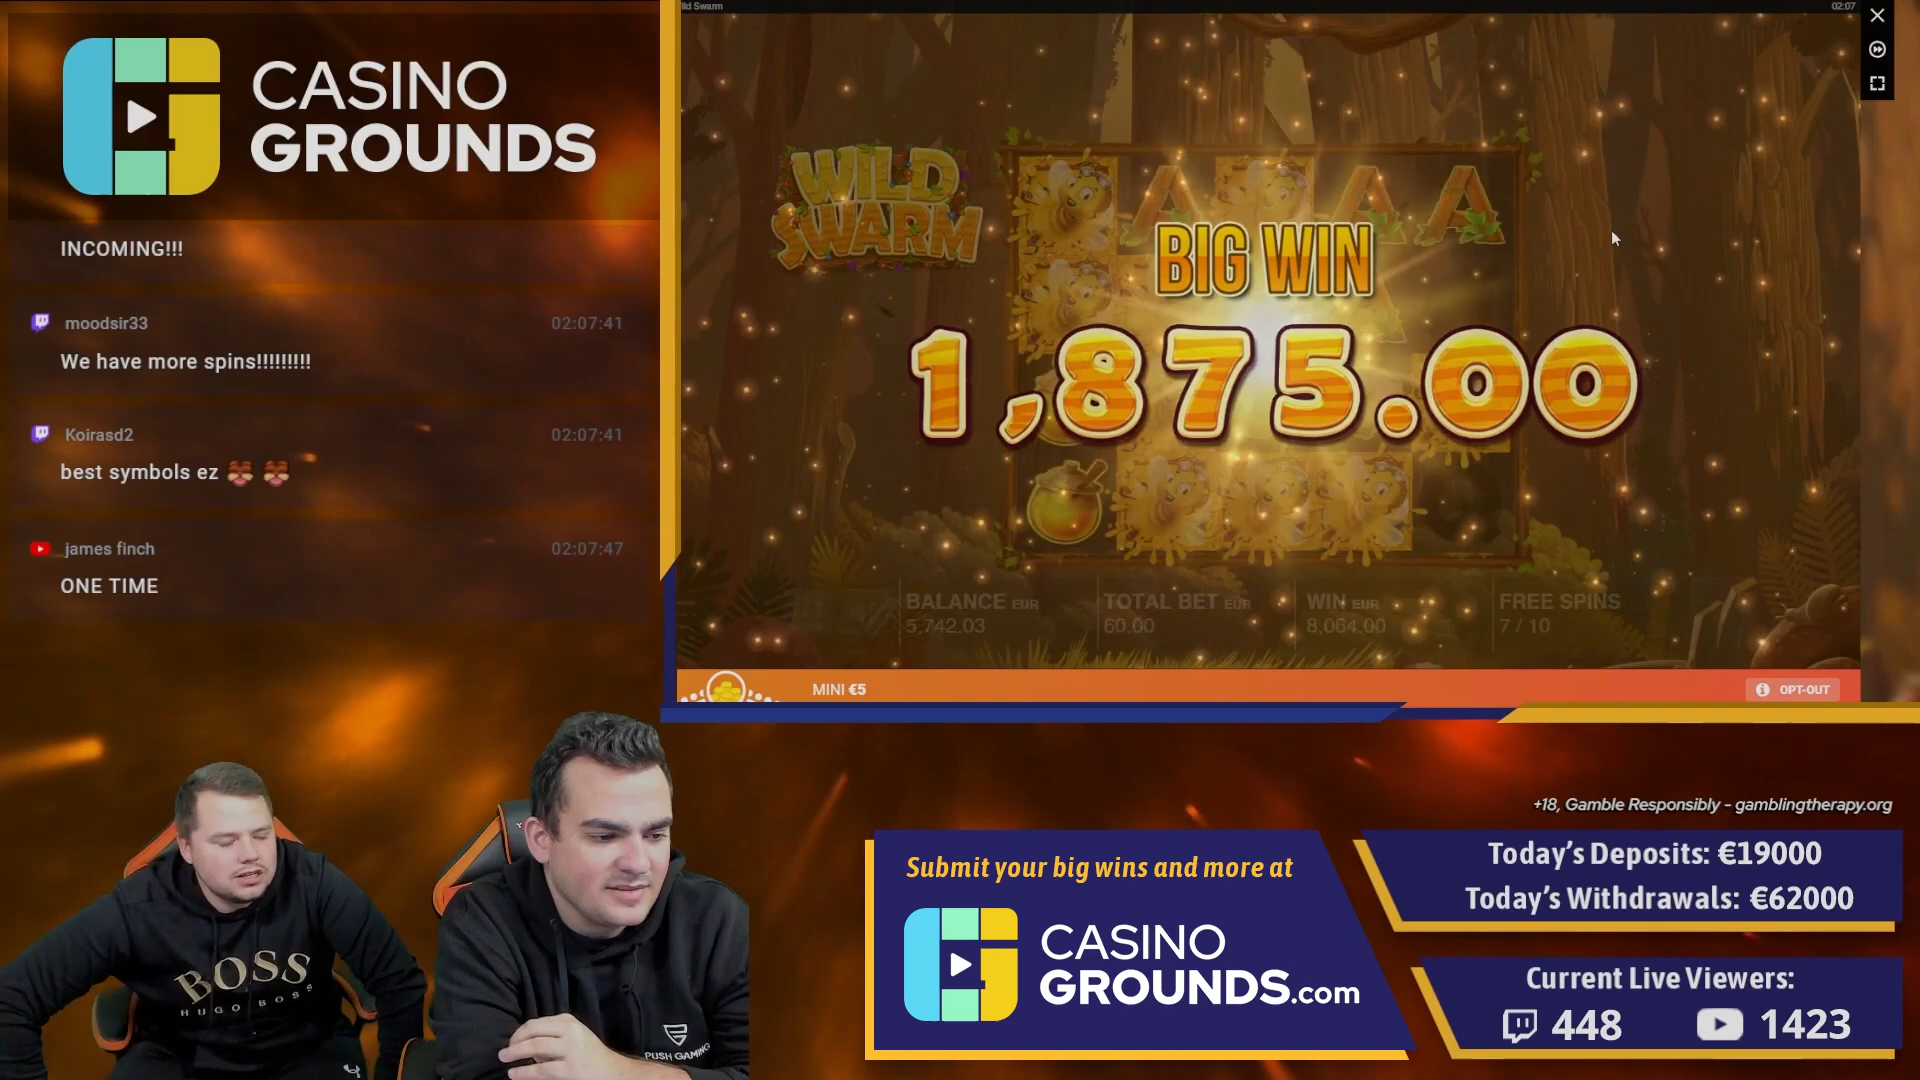 CASINO
GROUNDS
INCOMING!!!
moodsir33 02:07:41
We have more spins!!!!!!!!!
Koirasd2 02:07:41
best symbols ez
james finch 02:07:47
ONE TIME
Wild Swarm 02:07
WILD
SWARM
A A A
BIG WIN
1,875.00
BALANCE EUR
5,742.03
TOTAL BET EUR
60.00
WIN EUR
8,064.00
FREE SPINS
7 / 10
MINI €5
OPT-OUT
BOSS
HUGO BOSS
PUSH GAMING
Submit your big wins and more at
CASINO
GROUNDS.com
+18, Gamble Responsibly - gamblingtherapy.org
Today's Deposits: €19000
Today's Withdrawals: €62000
Current Live Viewers:
448 1423